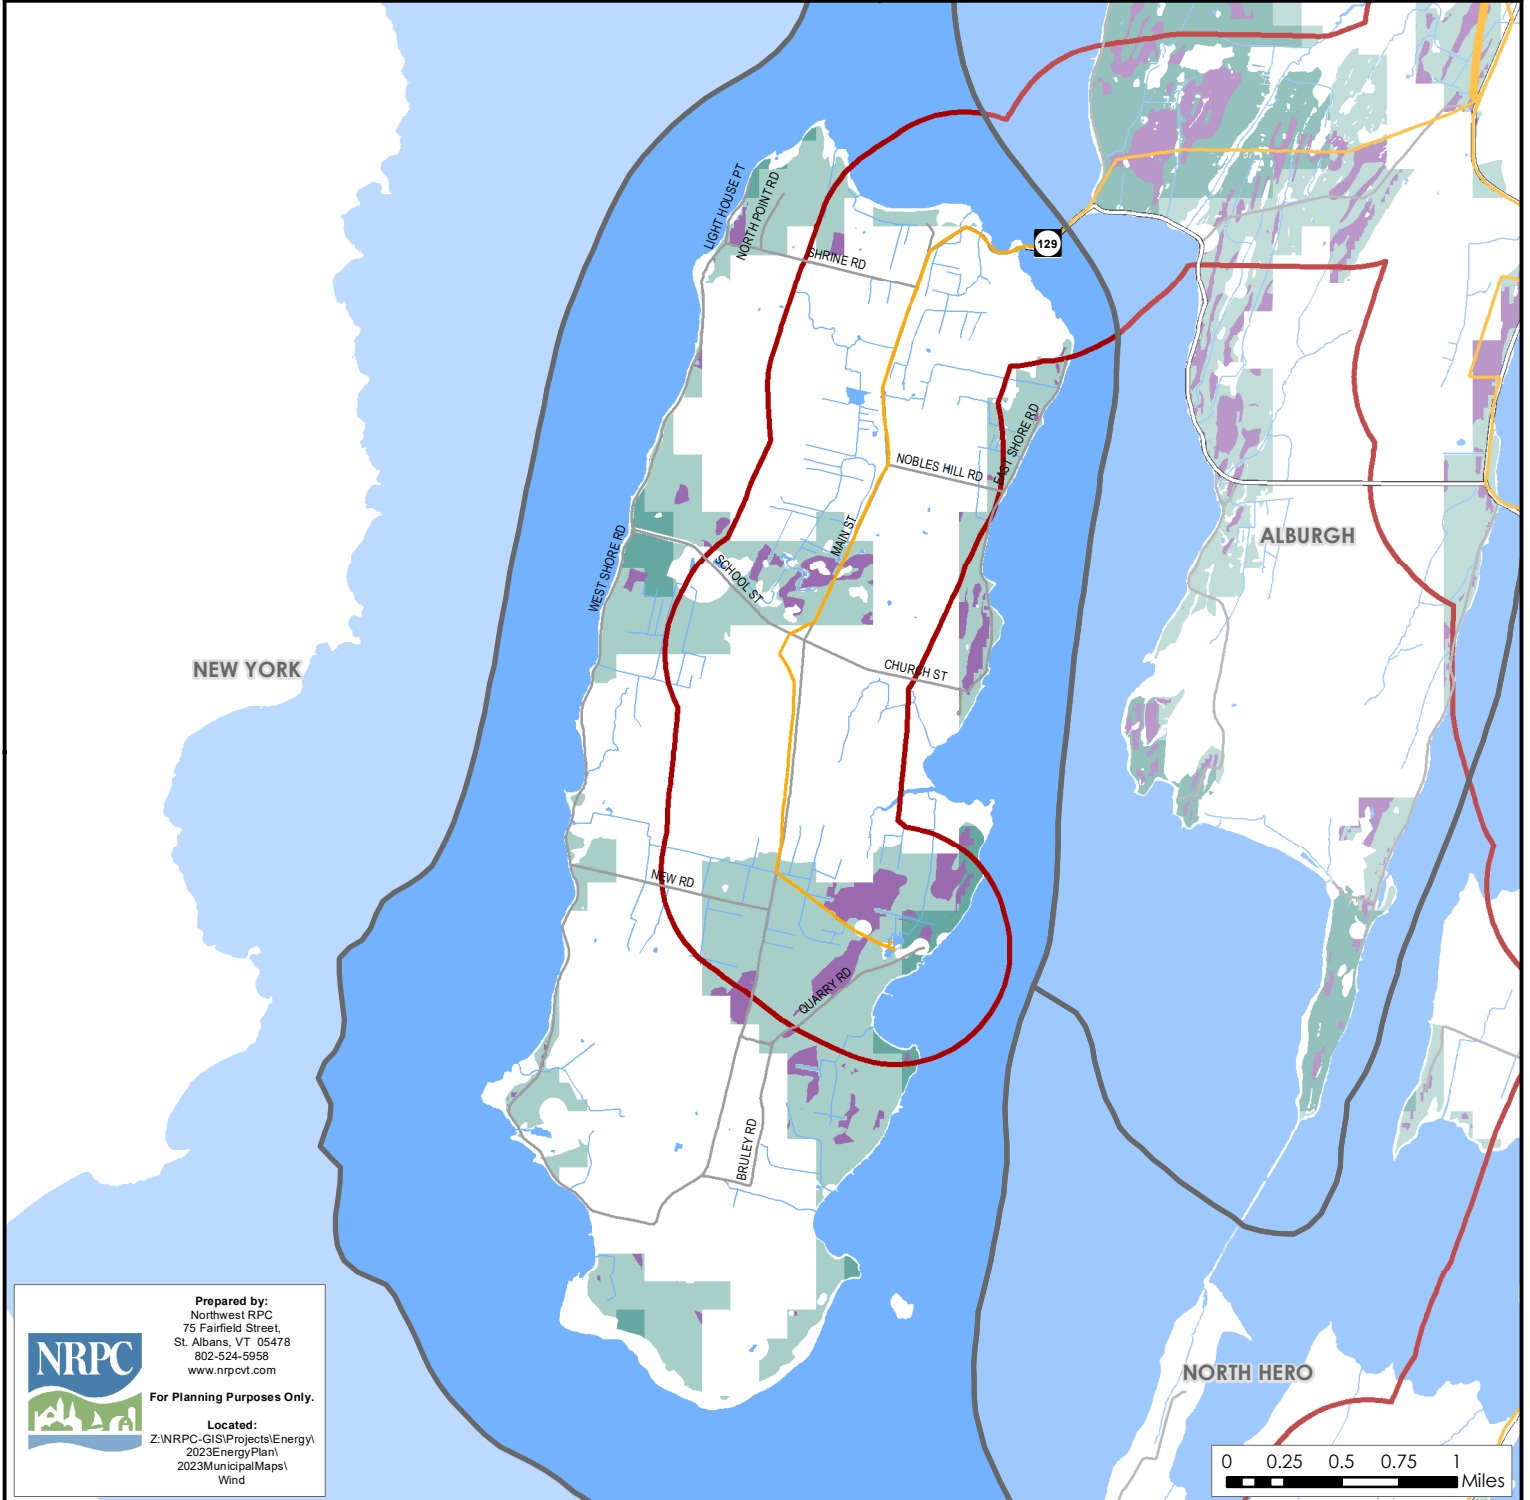 LIGHT HOUSE PT
NORTH POINT RD
SHRINE RD
129
NOBLES HILL RD
EAST SHORE RD
MAIN ST
WEST SHORE RD
SCHOOL ST
ALBURGH
NEW YORK
CHURCH ST
NEW RD
QUARRY RD
BRULEY RD
NORTH HERO
NRPC
Prepared by:
Northwest RPC
75 Fairfield Street,
St. Albans, VT 05478
802-524-5958
www.nrpcvt.com
For Planning Purposes Only.
Located:
Z:\NRPC-GIS\Projects\Energy\
2023EnergyPlan\
2023MunicipalMaps\
Wind
0 0.25 0.5 0.75 1
Miles